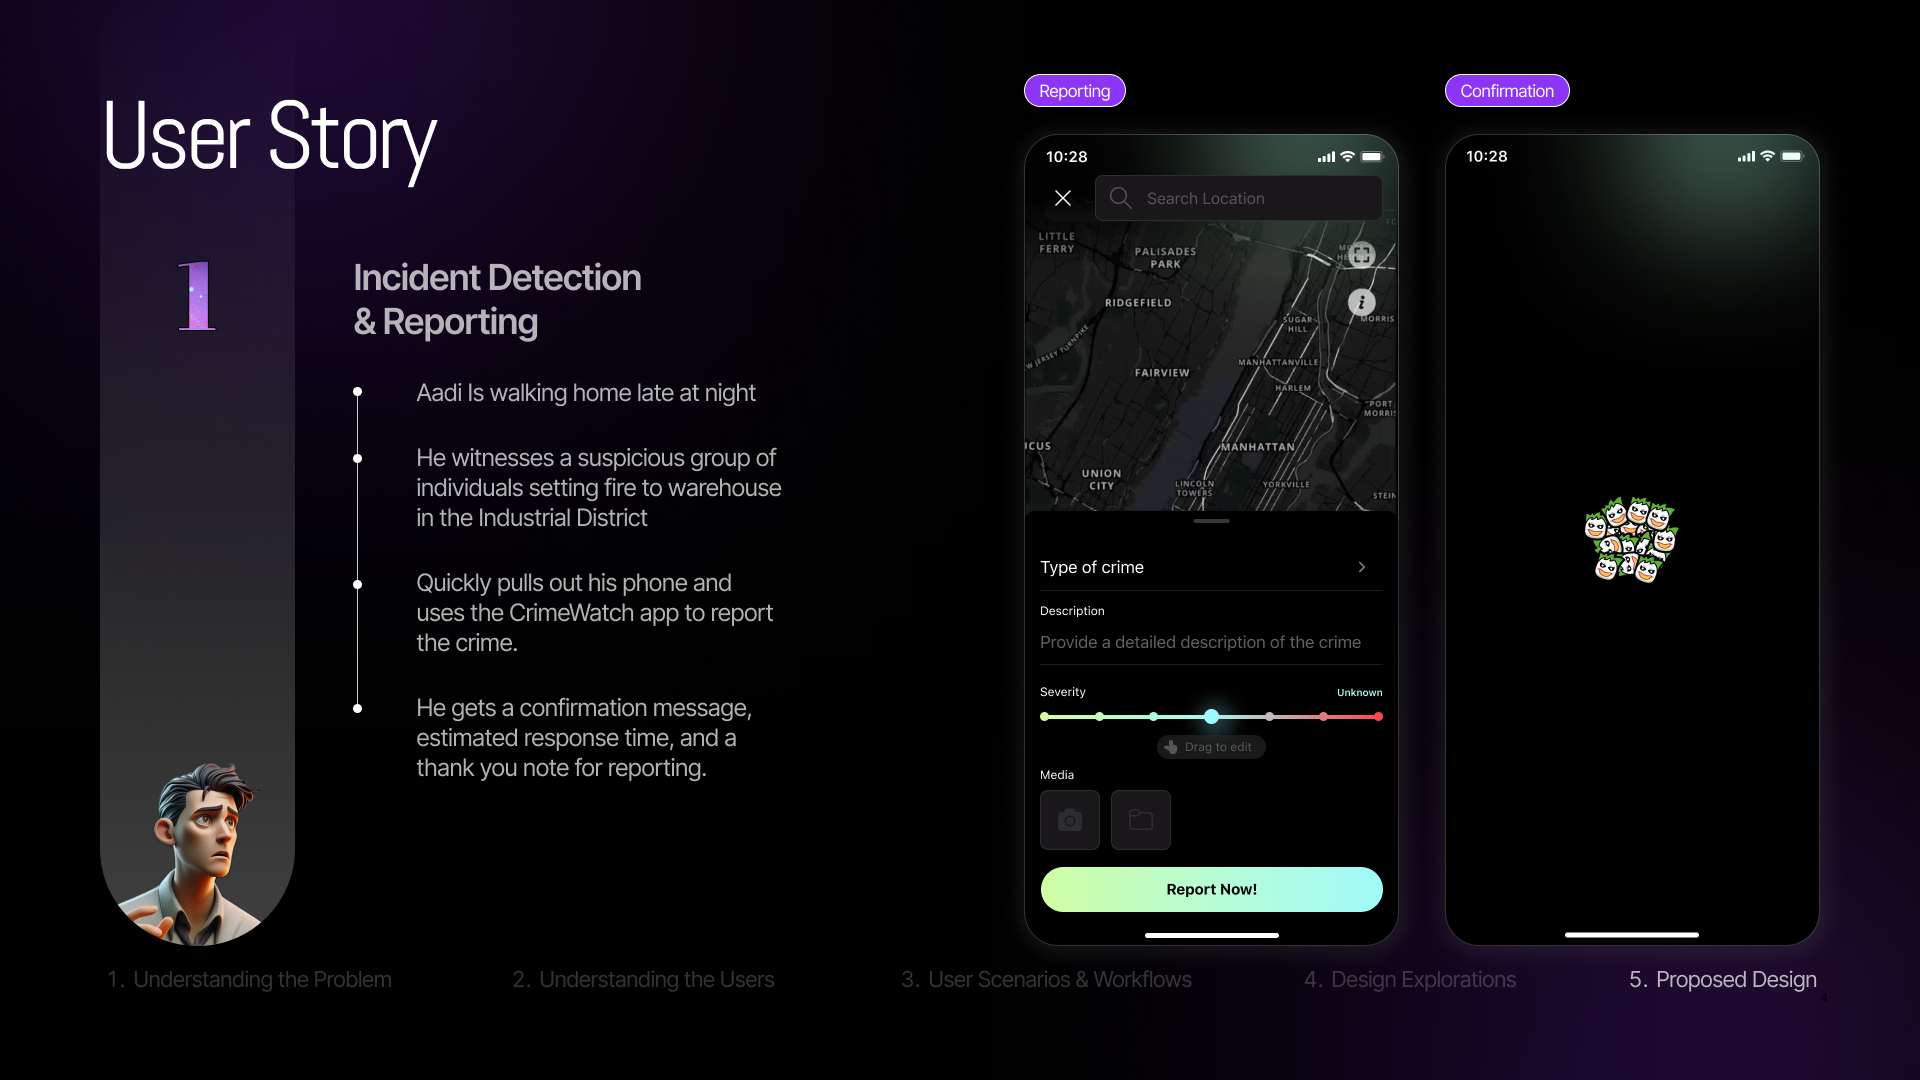 User Story
1
Incident Detection
& Reporting
Aadi Is walking home late at night
He witnesses a suspicious group of
individuals setting fire to warehouse
in the Industrial District
Quickly pulls out his phone and
uses the CrimeWatch app to report
the crime.
He gets a confirmation message,
estimated response time, and a
thank you note for reporting.
Reporting
10:28
Search Location
LITTLE
FERRY
PALISADES
PARK
RIDGEFIELD
SUGAR
HILL
MORRIS
JERSEY TURNPIKE
MANHATTANVILLE
FAIRVIEW
HARLEM
PORT
MORRIS
UCUS
MANHATTAN
UNION
CITY
LINCOLN
TOWERS
YORKVILLE
STEIN
Type of crime
Description
Provide a detailed description of the crime
Severity
Unknown
Drag to edit
Media
Report Now!
Confirmation
10:28
1. Understanding the Problem
2. Understanding the Users
3. User Scenarios & Workflows
4. Design Explorations
5. Proposed Design
4